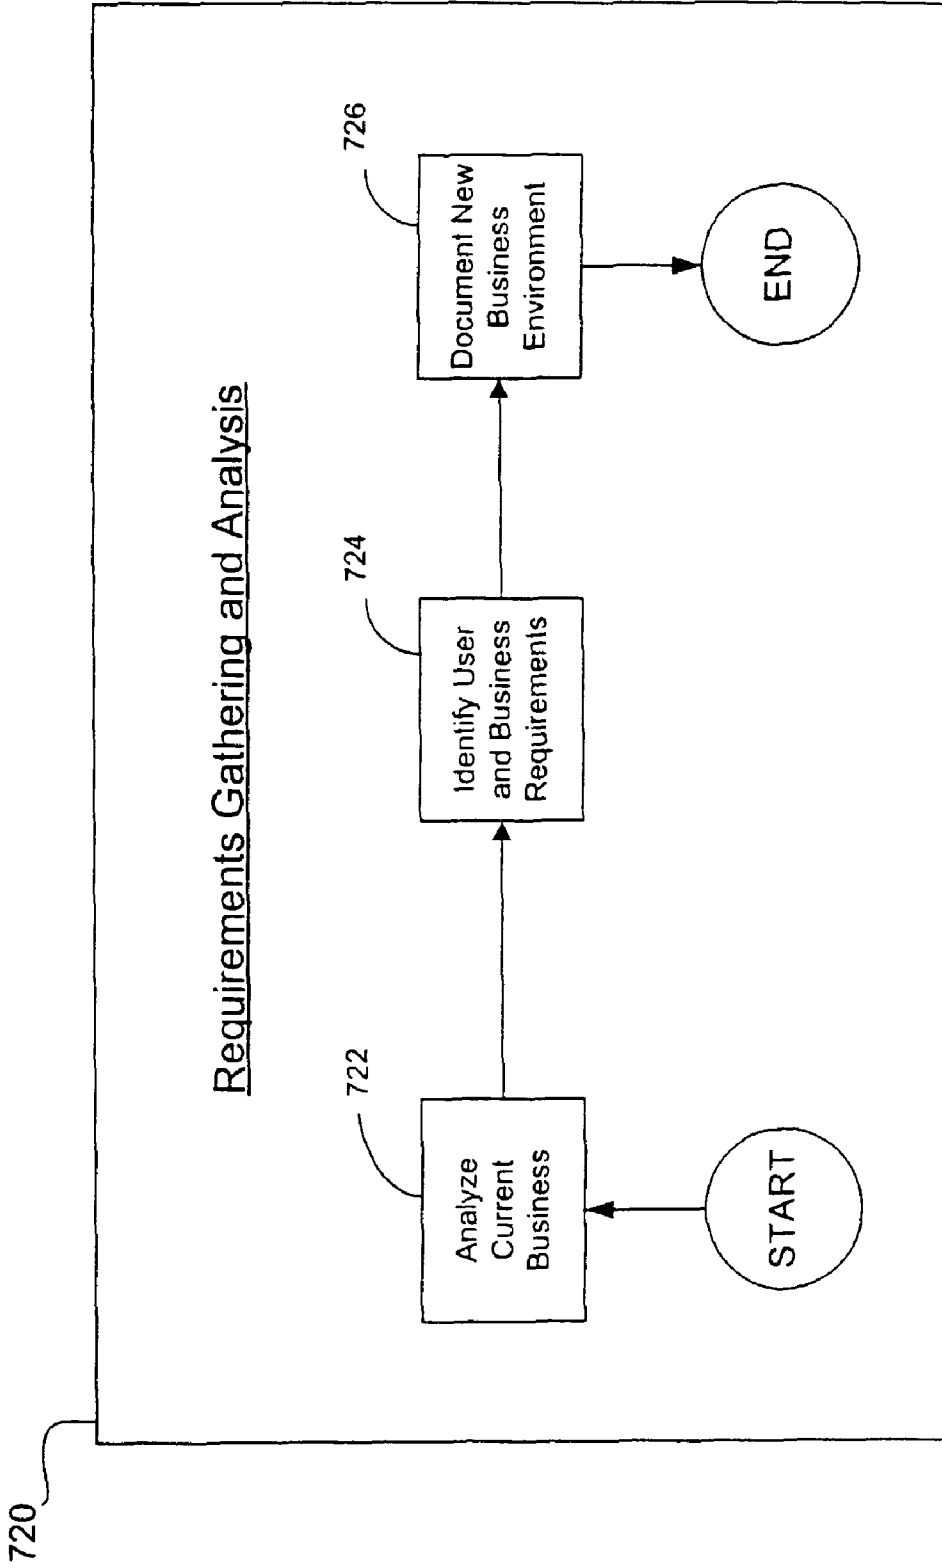 720
Requirements Gathering and Analysis
722
Analyze
Current
Business
724
Identify User
and Business
Requirements
726
Document New
Business
Environment
START
END